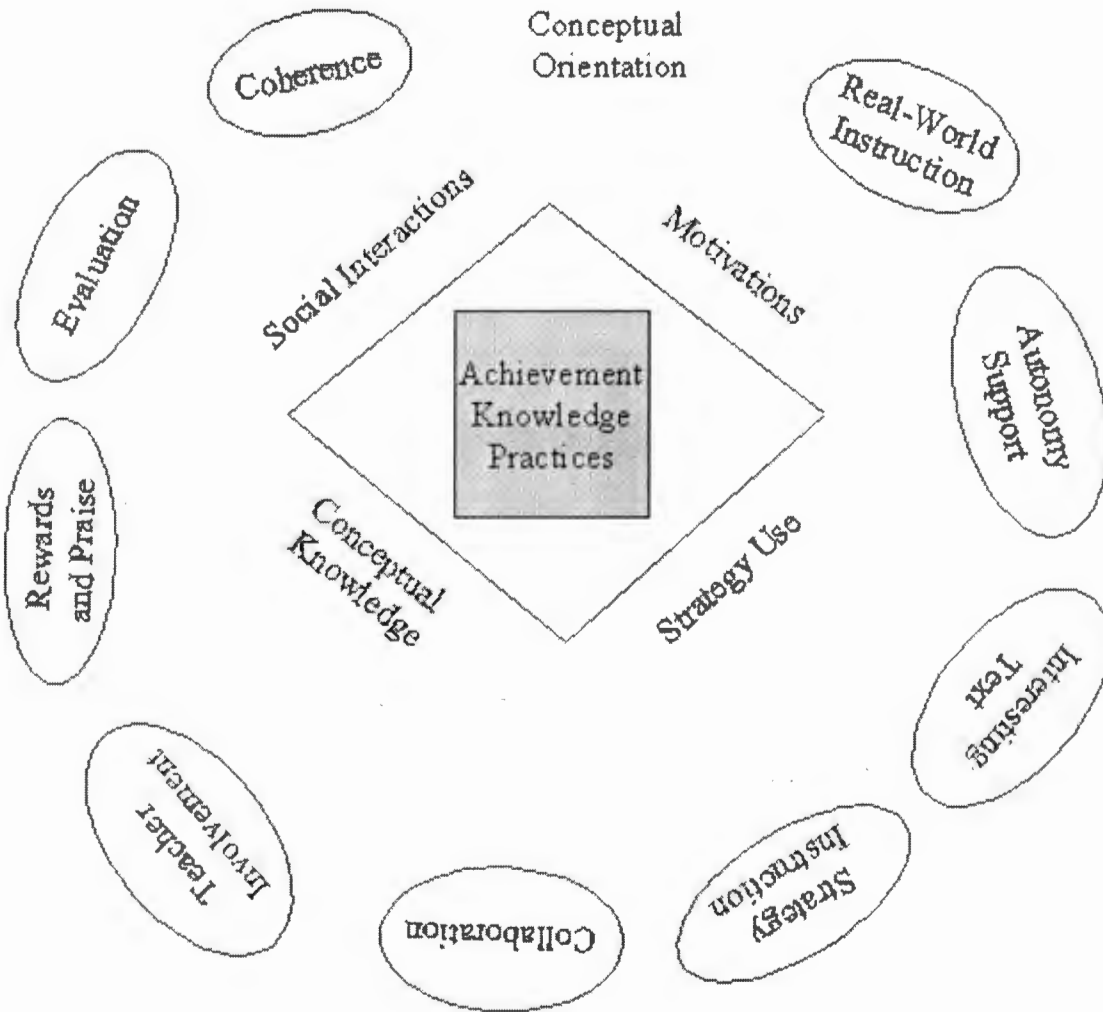 Conceptual
Orientation
Coherence
Real-World
Instruction
Evaluation
Social Interactions
Motivations
Autonomy
Support
Achievement
Knowledge
Practices
Rewards
and Praise
Conceptual
Knowledge
Strategy Use
Interesting
Text
Teacher
Involvement
Strategy
Instruction
Collaboration